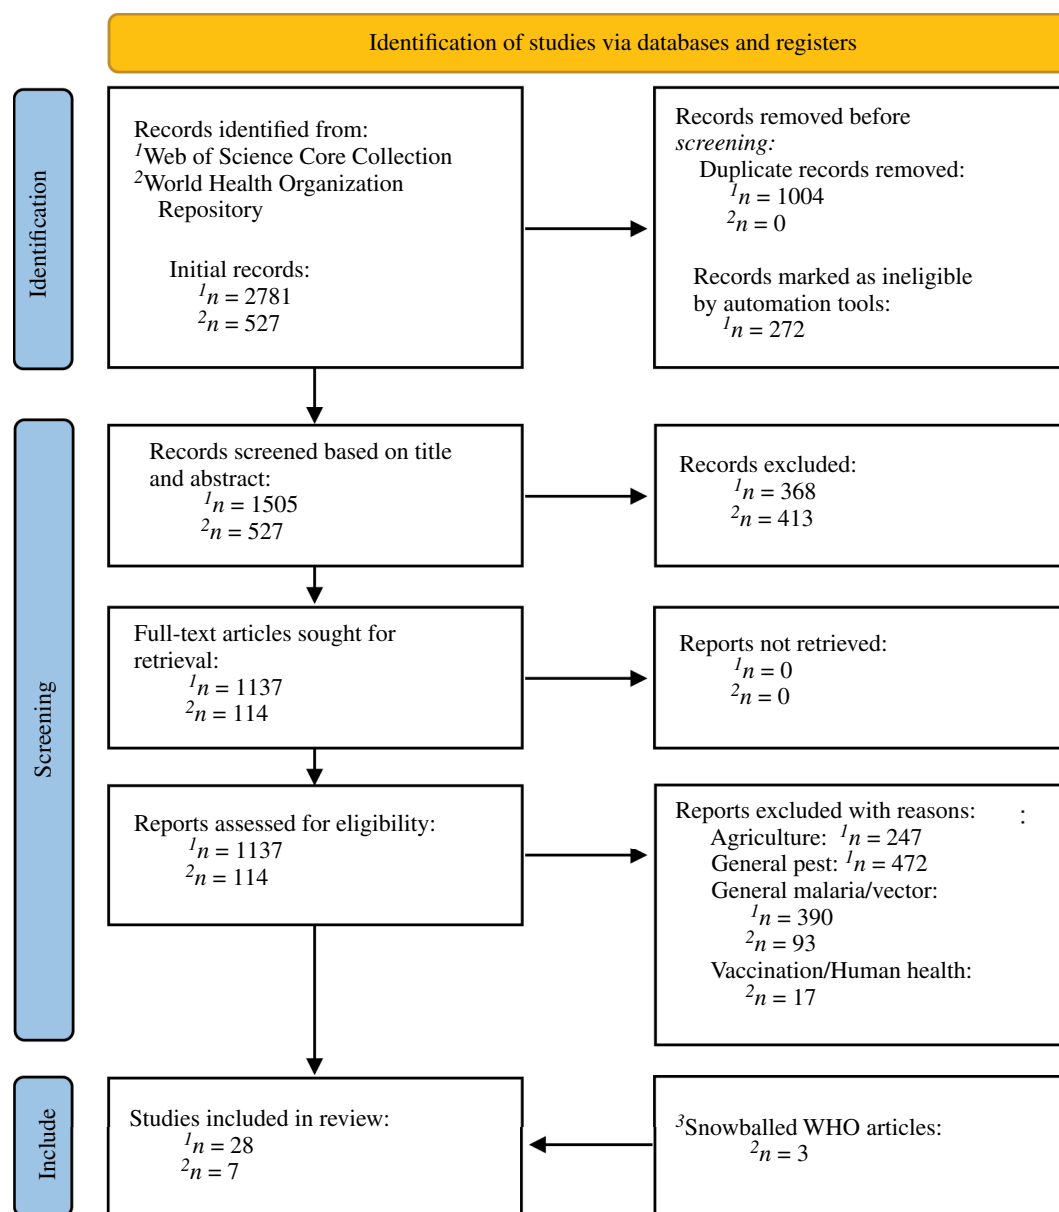 Identification of studies via databases and registers
Identification
Records identified from:
¹Web of Science Core Collection
²World Health Organization
Repository
Initial records:
¹n = 2781
²n = 527
Records removed before
screening:
Duplicate records removed:
¹n = 1004
²n = 0
Records marked as ineligible
by automation tools:
¹n = 272
Screening
Records screened based on title
and abstract:
¹n = 1505
²n = 527
Records excluded:
¹n = 368
²n = 413
Full-text articles sought for
retrieval:
¹n = 1137
²n = 114
Reports not retrieved:
¹n = 0
²n = 0
Reports assessed for eligibility:
¹n = 1137
²n = 114
Reports excluded with reasons: :
Agriculture: ¹n = 247
General pest: ¹n = 472
General malaria/vector:
¹n = 390
²n = 93
Vaccination/Human health:
²n = 17
Include
Studies included in review:
¹n = 28
²n = 7
³Snowballed WHO articles:
²n = 3